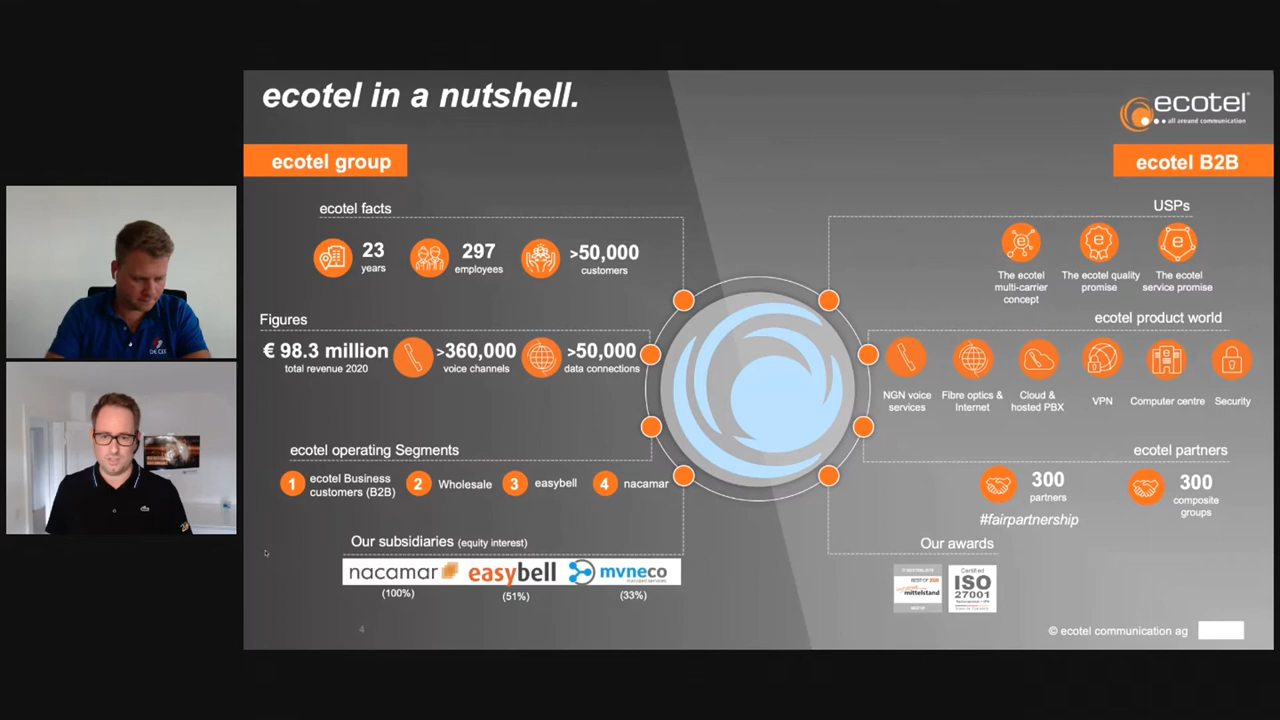 ecotel in a nutshell.
ecotel
all around communication
ecotel group
ecotel B2B
ecotel facts
23
years
297
employees
>50,000
customers
Figures
€ 98.3 million
total revenue 2020
>360,000
voice channels
>50,000
data connections
ecotel operating Segments
1
ecotel Business
customers (B2B)
2
Wholesale
3
easybell
4
nacamar
Our subsidiaries (equity interest)
nacamar
easybell
mvneco
managed services
(100%)
(51%)
(33%)
4
USPs
The ecotel
multi-carrier
concept
The ecotel quality
promise
The ecotel
service promise
ecotel product world
NGN voice
services
Fibre optics &
Internet
Cloud &
hosted PBX
VPN
Computer centre
Security
ecotel partners
300
partners
#fairpartnership
300
composite
groups
Our awards
mittelstand
Certified
ISO
27001
© ecotel communication ag